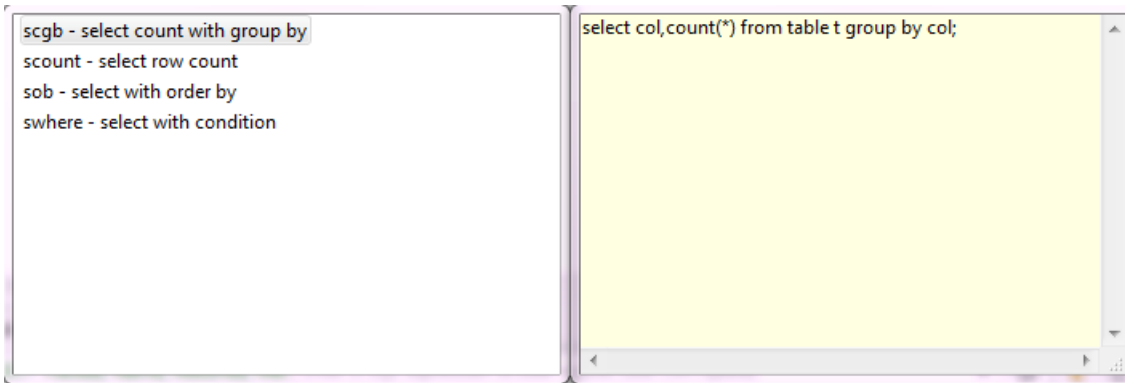 scgb - select count with group by
scount - select row count
sob - select with order by
swhere - select with condition
select col,count(*) from table t group by col;